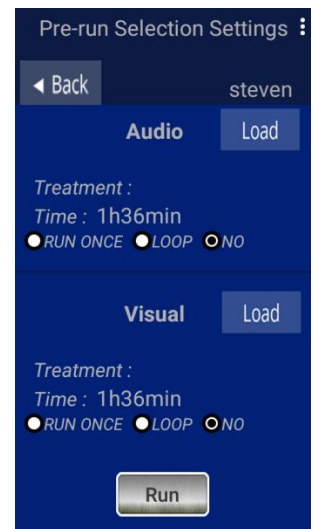 Pre-run Selection Settings
◀ Back
steven
Audio
Load
Treatment :
Time : 1h36min
RUN ONCE LOOP NO
Visual
Load
Treatment :
Time : 1h36min
RUN ONCE LOOP NO
Run